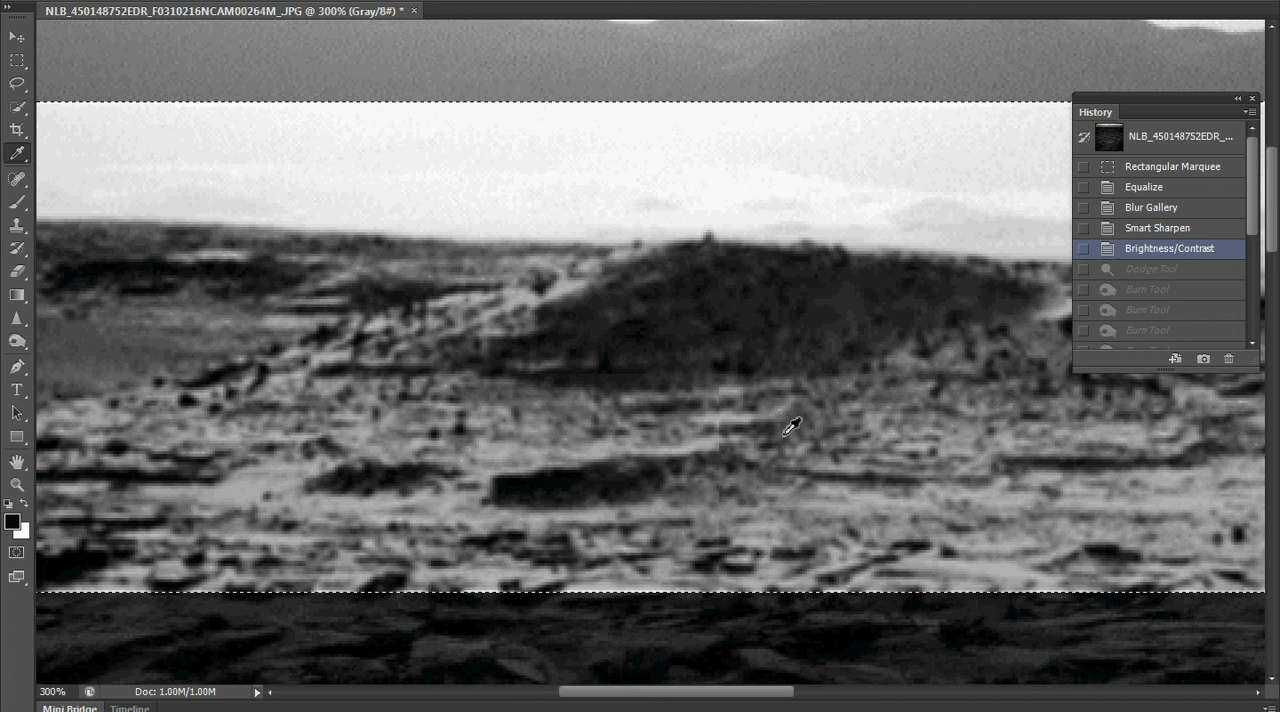 NLB_450148752EDR_F0310216NCAM00264M_.JPG @ 300% (Gray/8#) *
History
NLB_450148752EDR_...
Rectangular Marquee
Equalize
Blur Gallery
Smart Sharpen
Brightness/Contrast
Dodge Tool
Burn Tool
Burn Tool
Burn Tool
300%
Doc: 1.00M/1.00M
Mini Bridge
Timeline